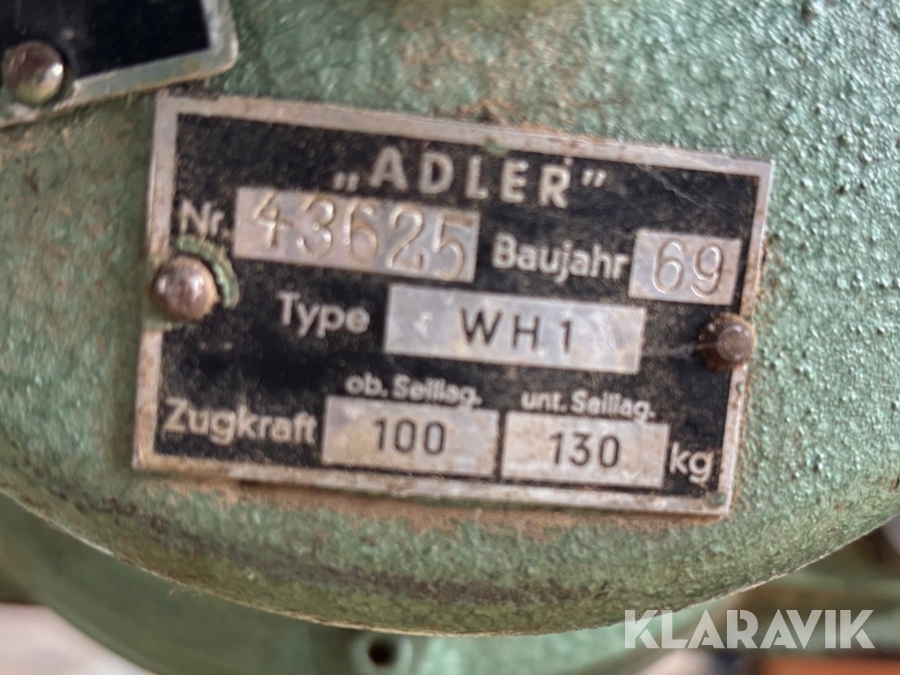 „ADLER"
Nr. 43625 Baujahr 69
Type WH1
ob. Seillag. unt. Seillag.
Zugkraft 100 130 kg
KLARAVIK